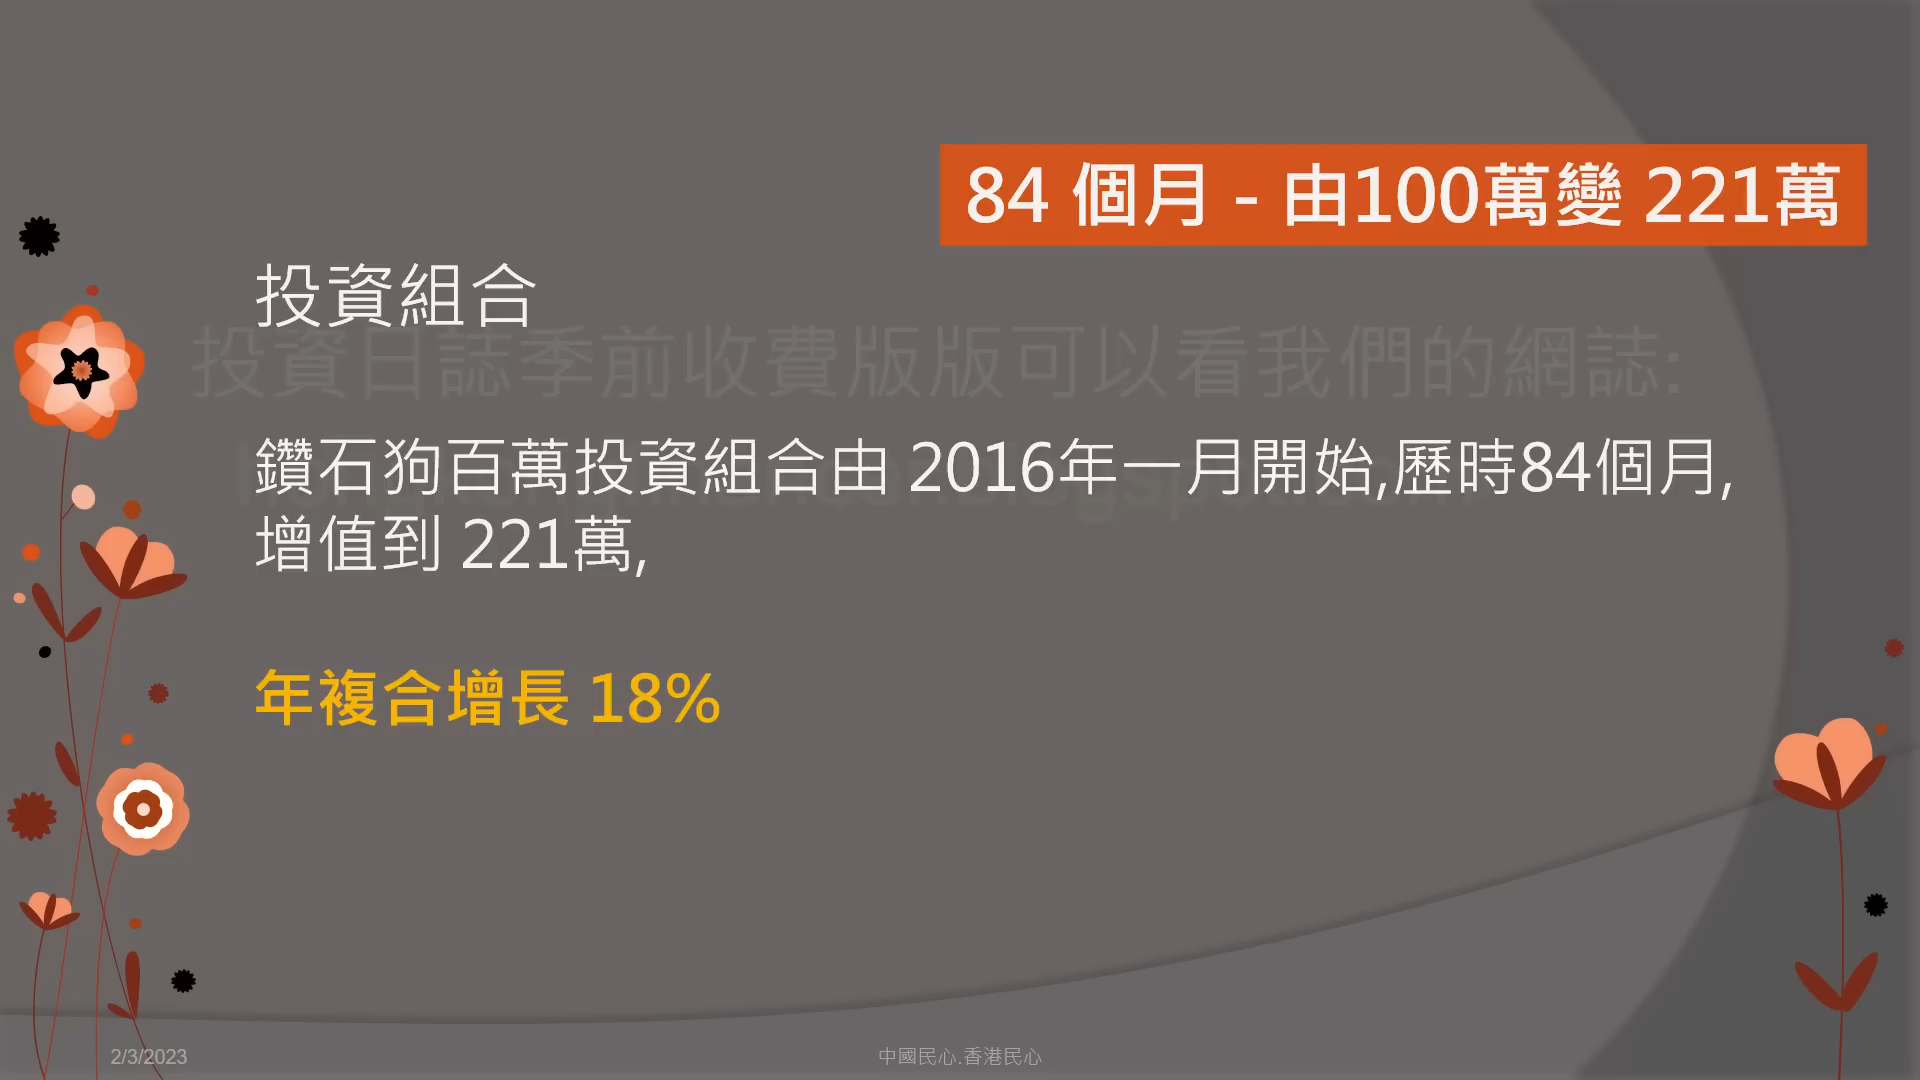 84 個月 - 由100萬變 221萬
投資組合
投資日誌季前收費版版可以看我們的網誌:
鑽石狗百萬投資組合由 2016年一月開始,歷時84個月,
增值到 221萬,
年複合增長 18%
2/3/2023
中國民心.香港民心